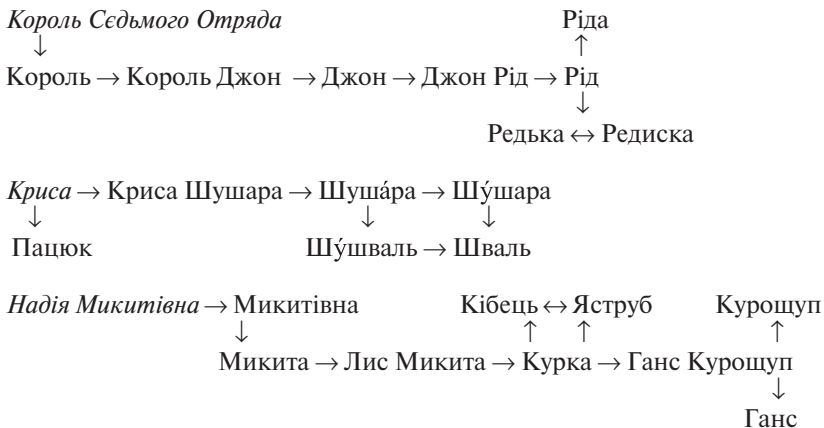 Король Сєдьмого Отряда Ріда
↓ ↑
Король → Король Джон → Джон → Джон Рід → Рід
↓
Редька ↔ Редиска
Криса → Криса Шушара → Шуша́ра → Шу́шара
↓ ↓ ↓
Пацюк Шу́шваль → Шваль
Надія Микитівна → Микитівна Кібець ↔ Яструб Курощуп
↓ ↑ ↑ ↑
Микита → Лис Микита → Курка → Ганс Курощуп
↓
Ганс